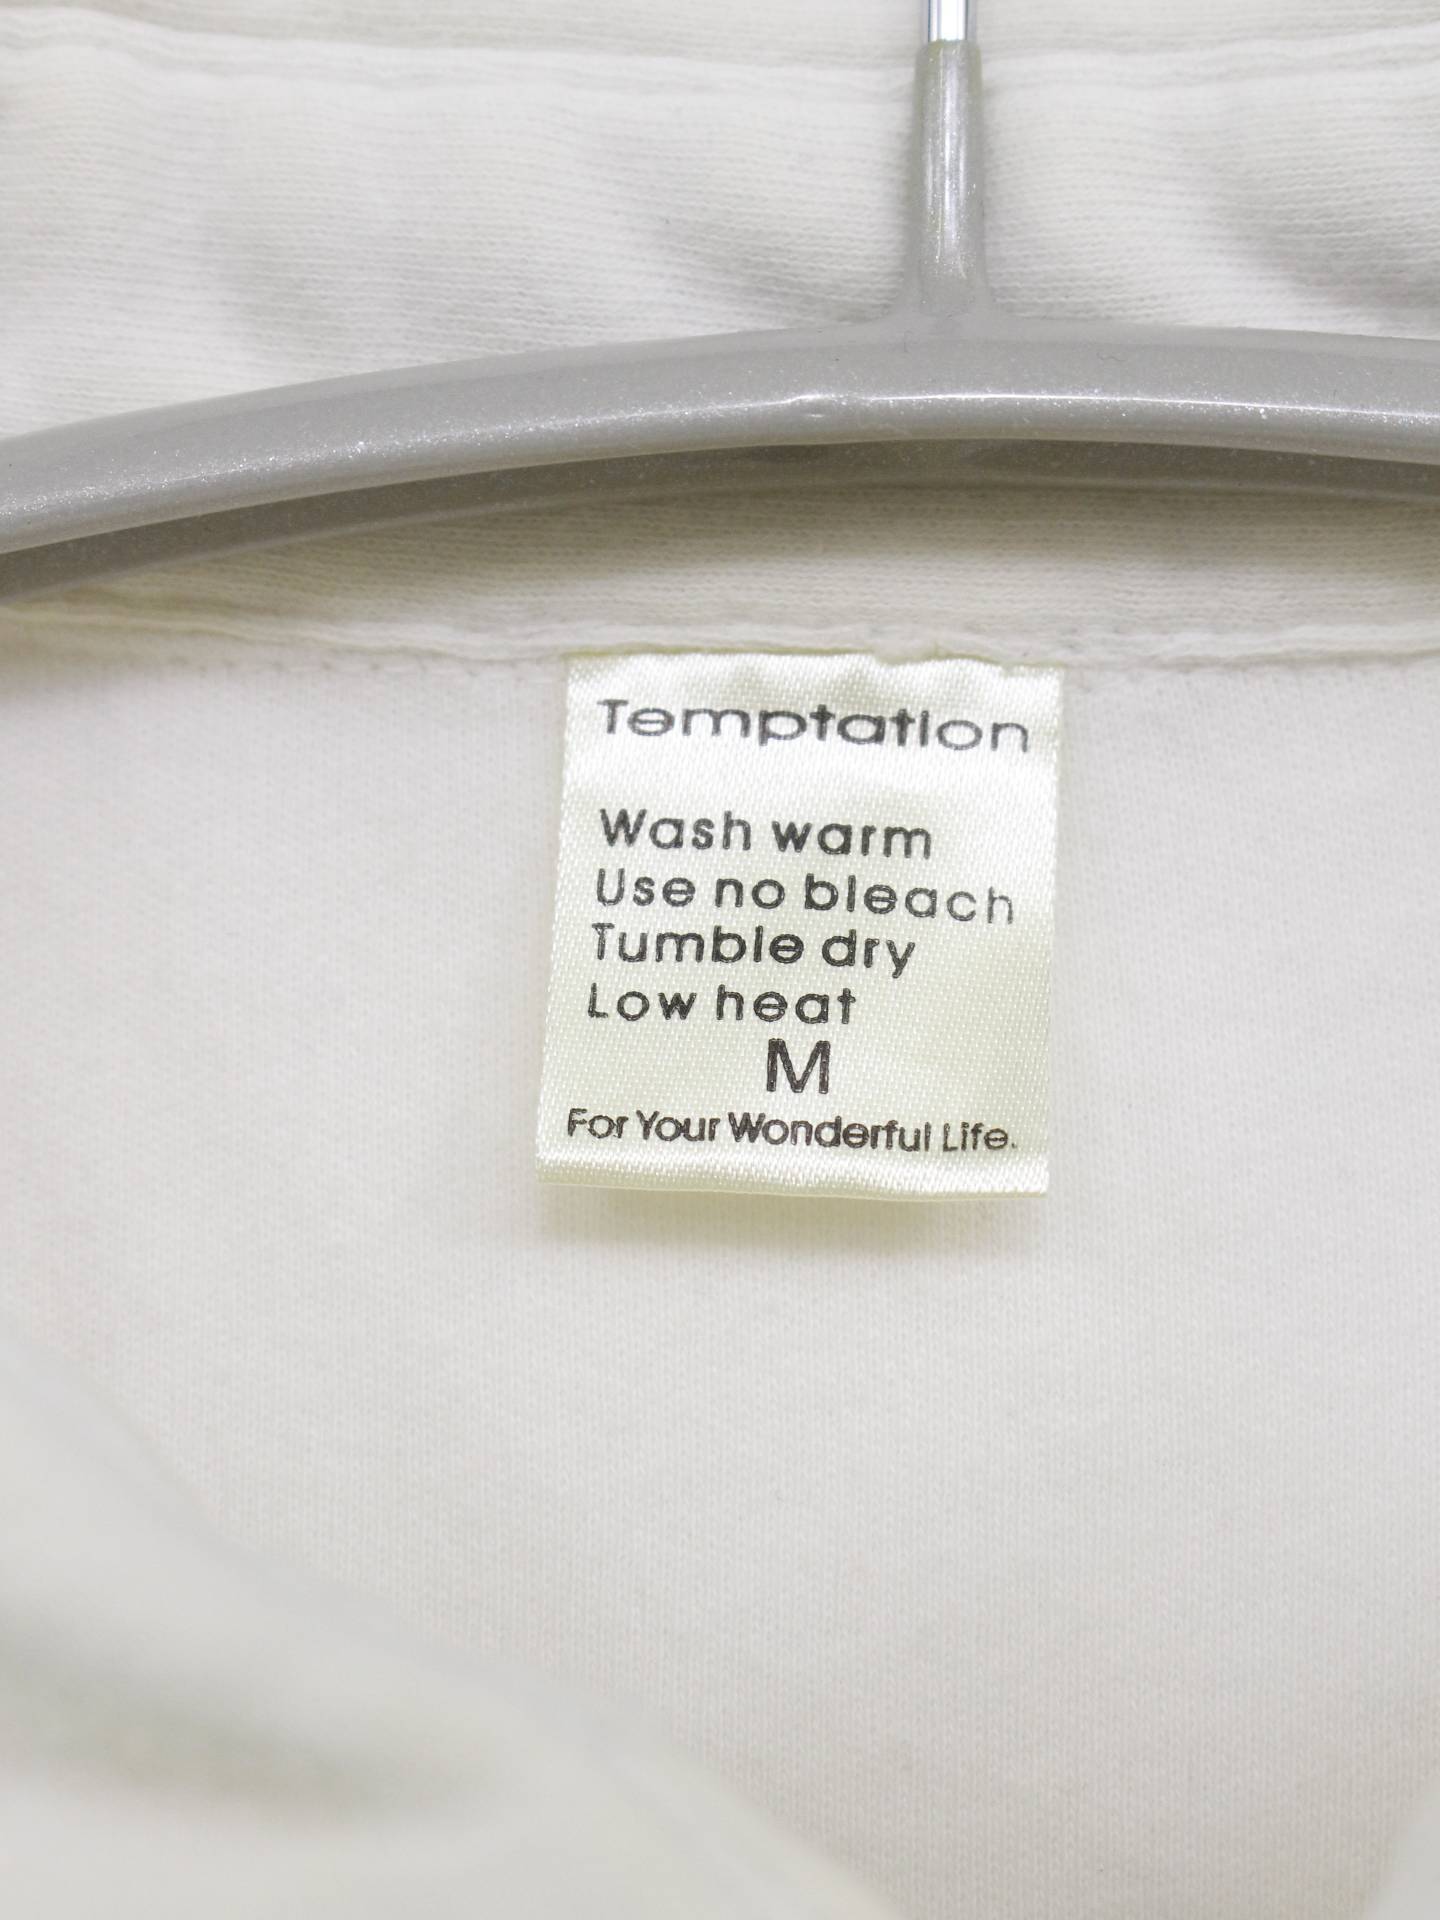 Temptation
Wash warm
Use no bleach
Tumble dry
Low heat
M
For Your Wonderful Life.